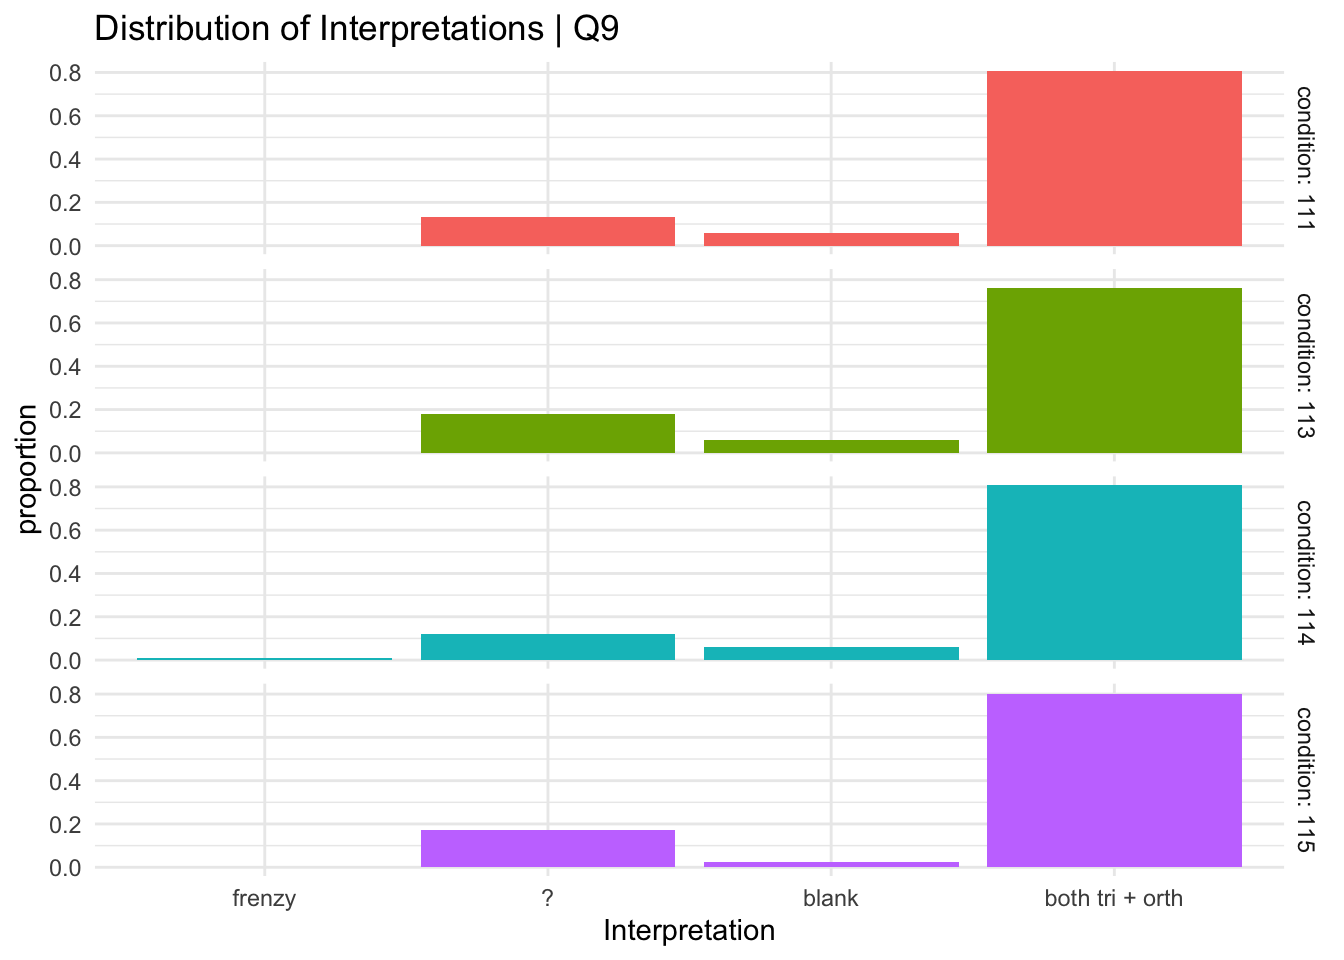 Distribution of Interpretations | Q9
proportion
0.8
0.6
0.4
0.2
0.0
condition: 111
0.8
0.6
0.4
0.2
0.0
condition: 113
0.8
0.6
0.4
0.2
0.0
condition: 114
0.8
0.6
0.4
0.2
0.0
condition: 115
frenzy ? blank both tri + orth
Interpretation